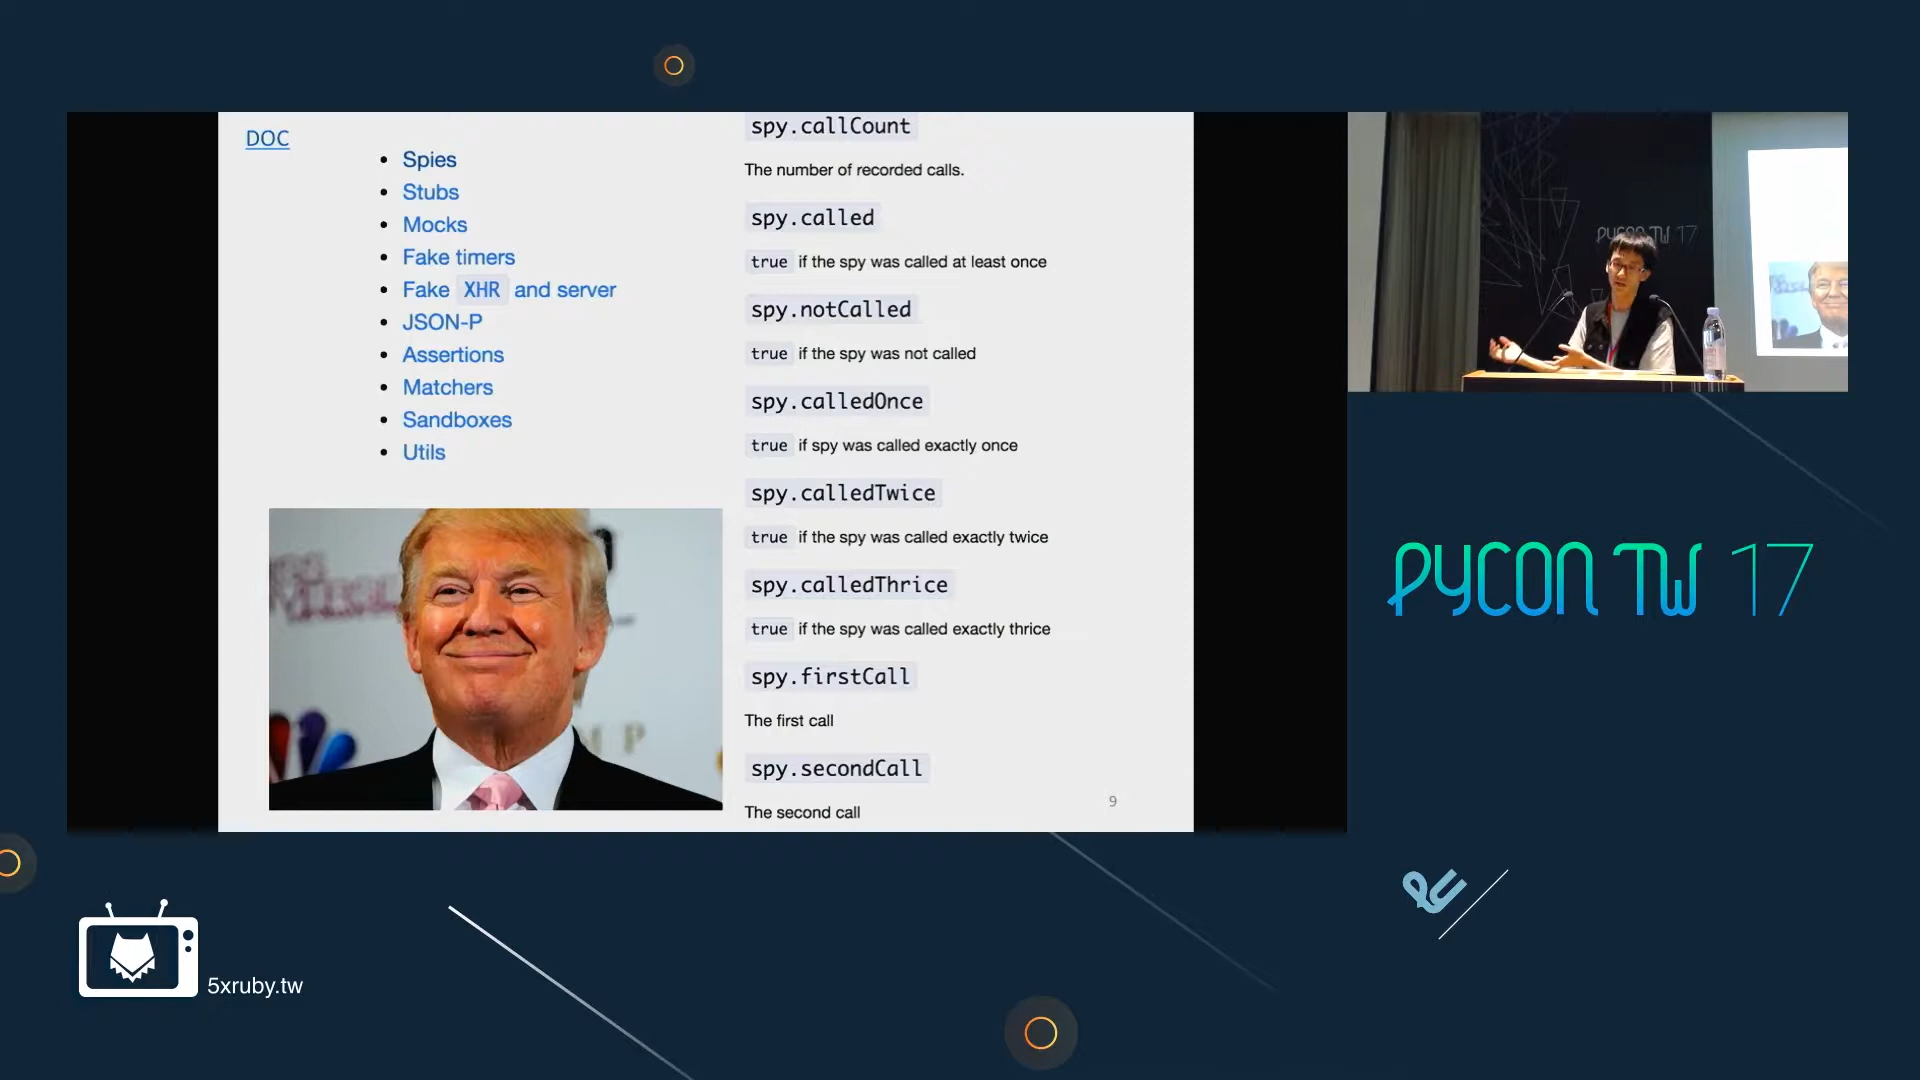 DOC
Spies
Stubs
Mocks
Fake timers
Fake XHR and server
JSON-P
Assertions
Matchers
Sandboxes
Utils
spy.callCount
The number of recorded calls.
spy.called
true if the spy was called at least once
spy.notCalled
true if the spy was not called
spy.calledOnce
true if spy was called exactly once
spy.calledTwice
true if the spy was called exactly twice
spy.calledThrice
true if the spy was called exactly thrice
spy.firstCall
The first call
spy.secondCall
The second call
9
PYCON TW 17
PYCON TW 17
5xruby.tw